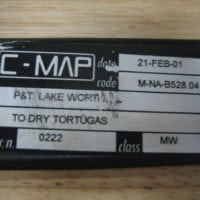 C-MAP date 21-FEB-01
code M-NA-B528.04
P&T. LAKE WORTH
TO DRY TORTUGAS
t.n. 0222 class MW